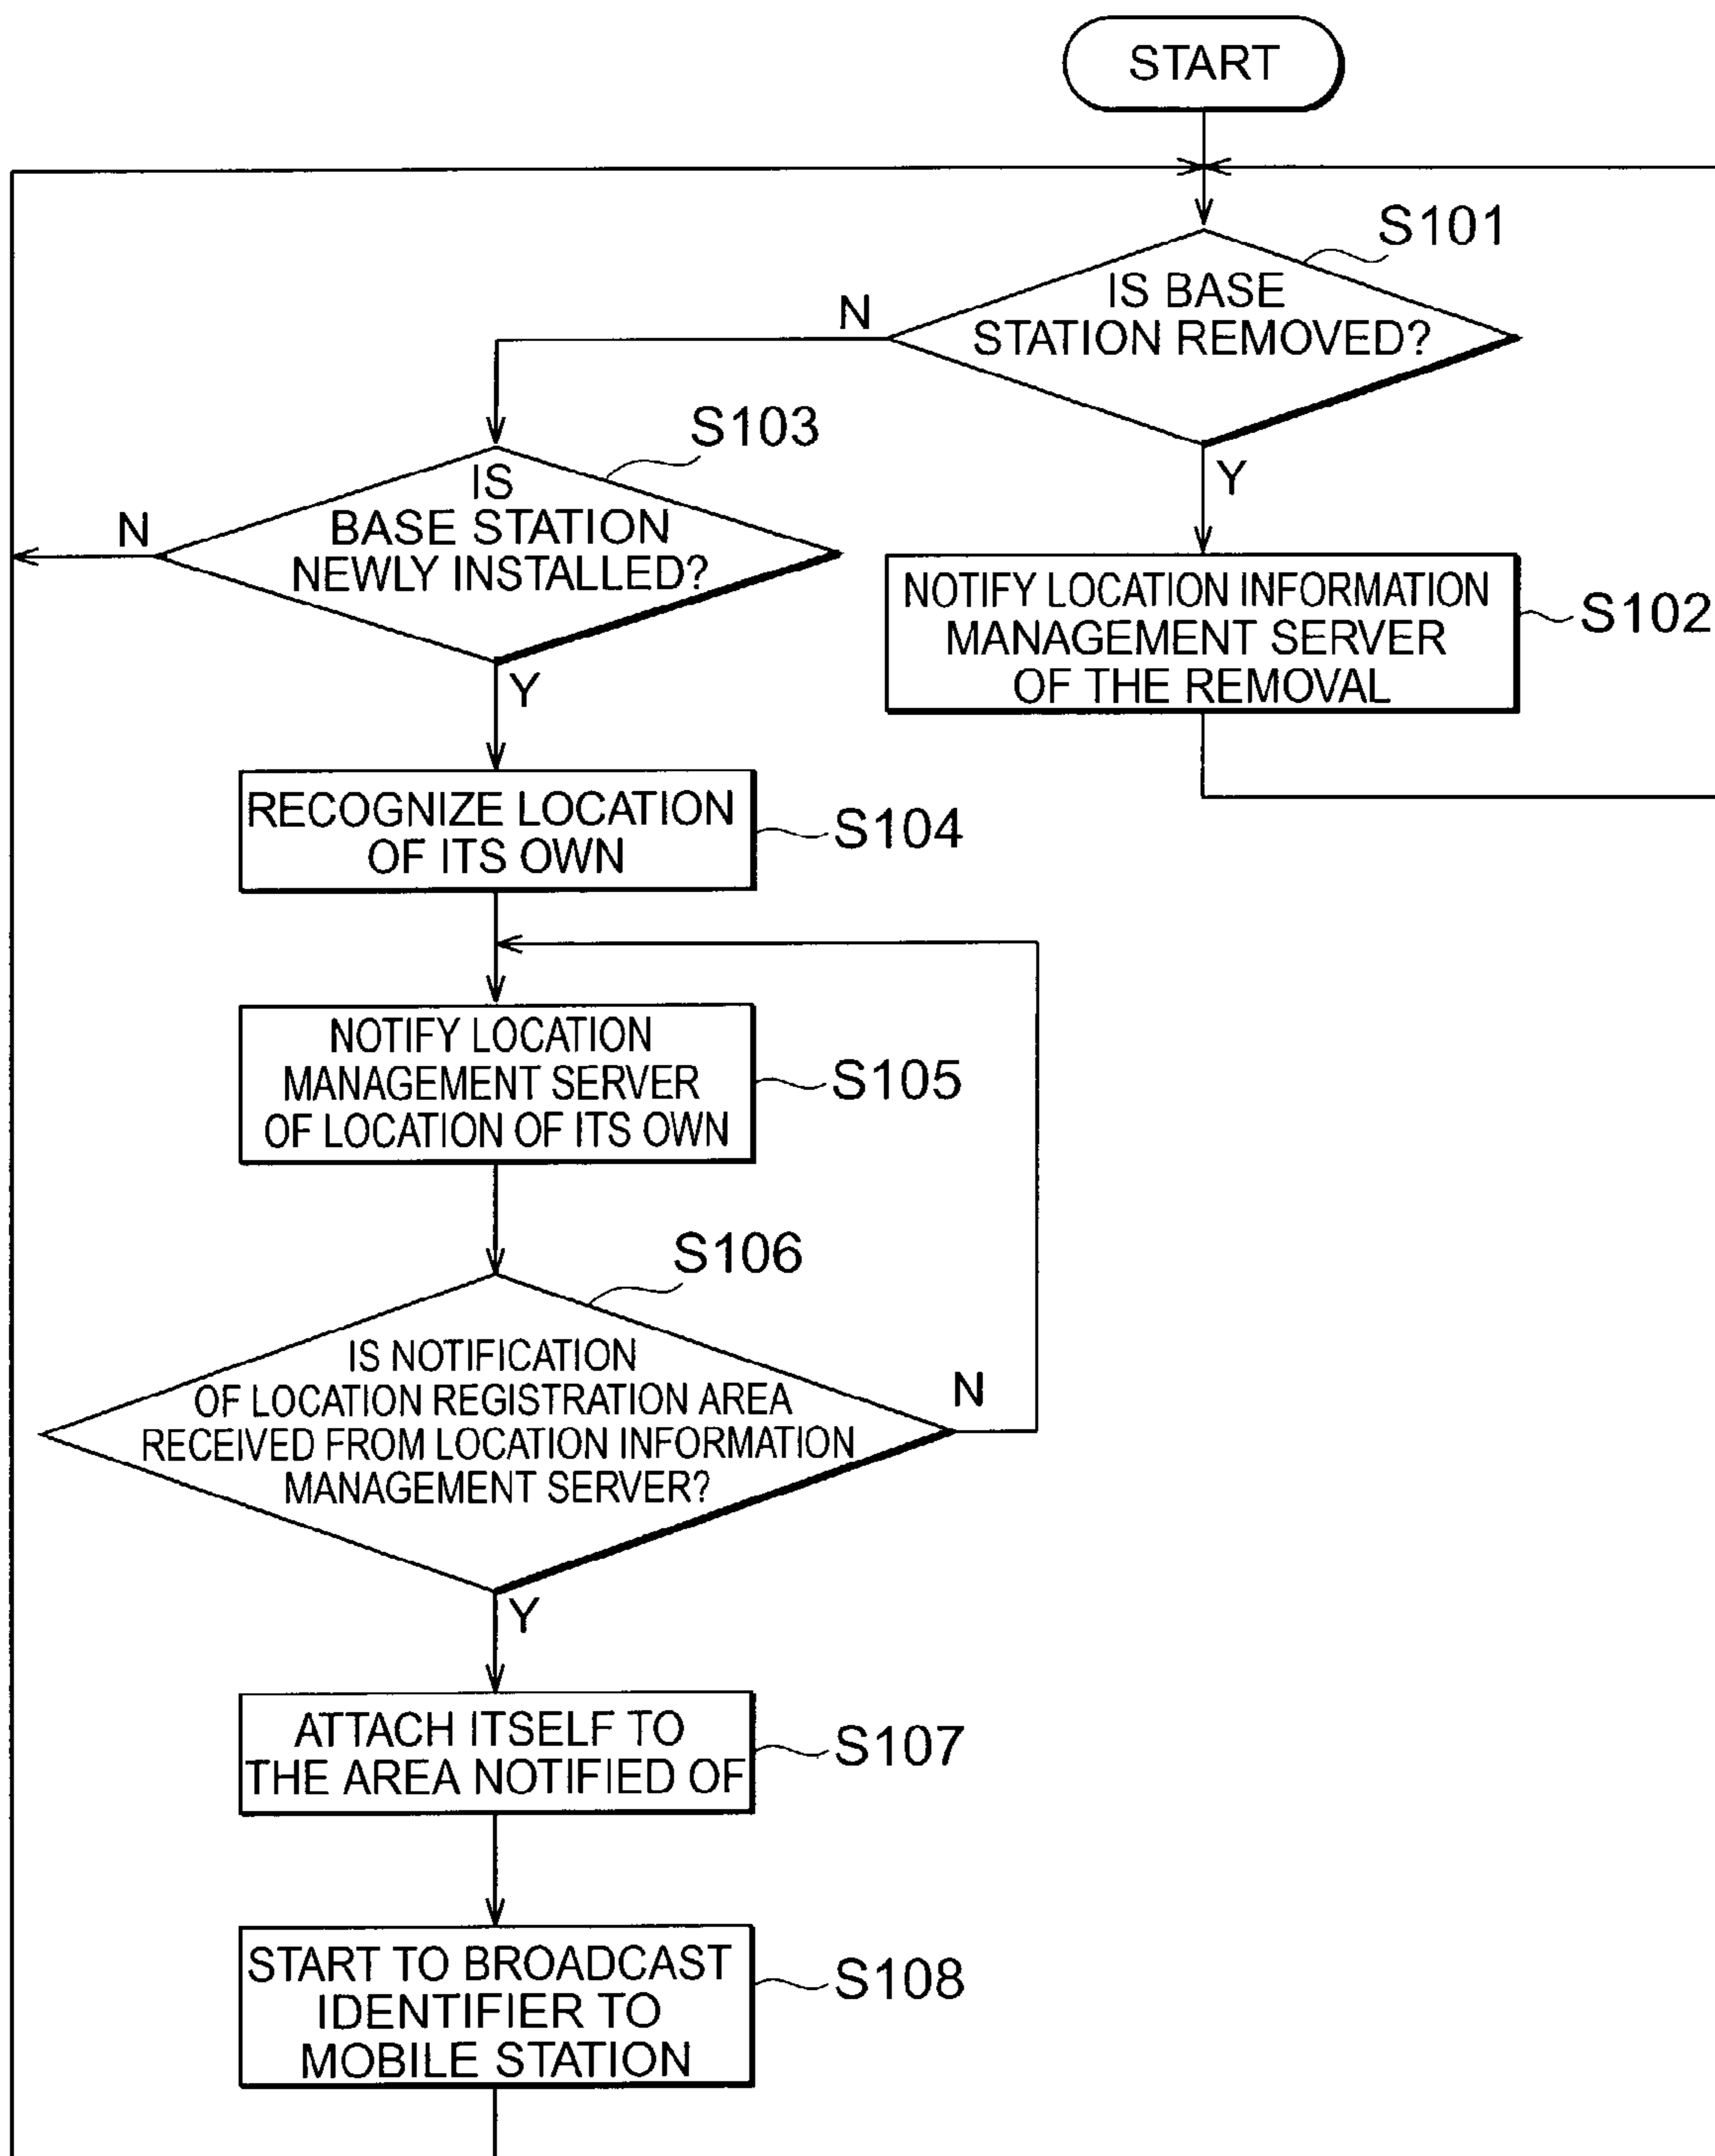 START
S101
IS BASE
STATION REMOVED?
N
Y
S103
IS
BASE STATION
NEWLY INSTALLED?
N
Y
NOTIFY LOCATION INFORMATION
MANAGEMENT SERVER
OF THE REMOVAL
S102
RECOGNIZE LOCATION
OF ITS OWN
S104
NOTIFY LOCATION
MANAGEMENT SERVER
OF LOCATION OF ITS OWN
S105
S106
IS NOTIFICATION
OF LOCATION REGISTRATION AREA
RECEIVED FROM LOCATION INFORMATION
MANAGEMENT SERVER?
N
Y
ATTACH ITSELF TO
THE AREA NOTIFIED OF
S107
START TO BROADCAST
IDENTIFIER TO
MOBILE STATION
S108